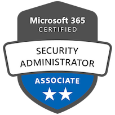 Microsoft 365
CERTIFIED
SECURITY
ADMINISTRATOR
ASSOCIATE